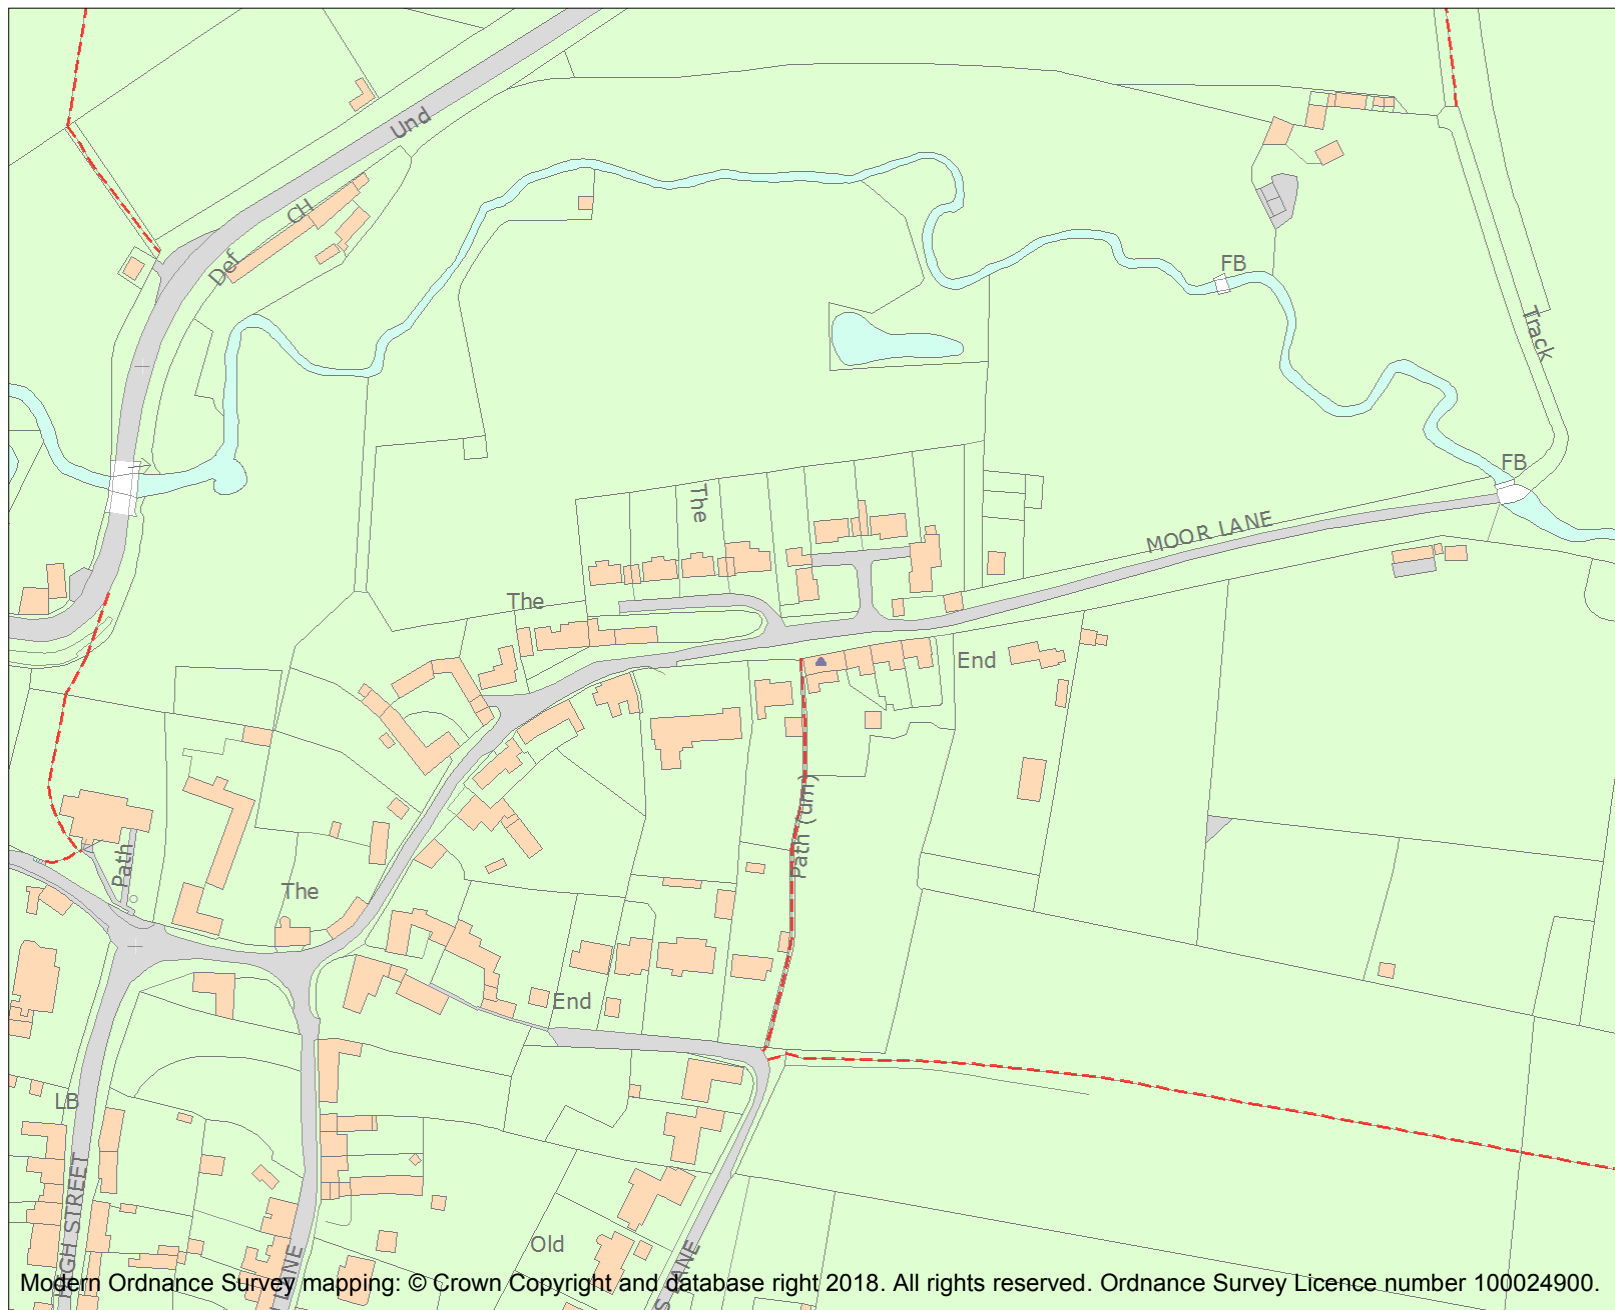 Und
CH
Def
FB
Track
FB
The
MOOR LANE
The
End
Path (um)
Path
The
End
LB
HIGH STREET
Old
LANE
S LANE
Modern Ordnance Survey mapping: © Crown Copyright and database right 2018. All rights reserved. Ordnance Survey Licence number 100024900.